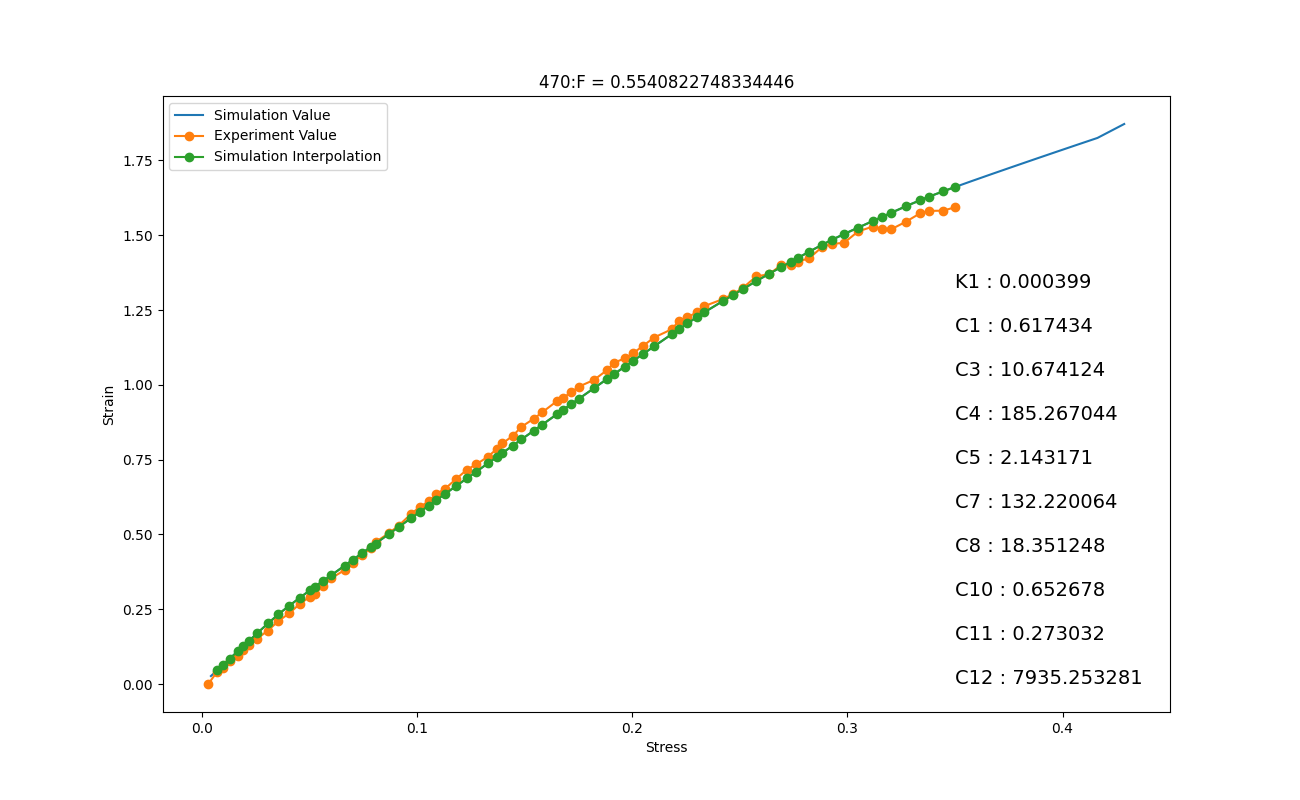 470:F = 0.5540822748334446
Simulation Value
Experiment Value
Simulation Interpolation
1.75
1.50
1.25
1.00
0.75
0.50
0.25
0.00
Strain
K1 : 0.000399
C1 : 0.617434
C3 : 10.674124
C4 : 185.267044
C5 : 2.143171
C7 : 132.220064
C8 : 18.351248
C10 : 0.652678
C11 : 0.273032
C12 : 7935.253281
0.0 0.1 0.2 0.3 0.4
Stress